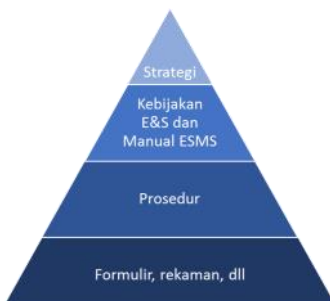 Strategi
Kebijakan
E&S dan
Manual ESMS
Prosedur
Formulir, rekaman, dll